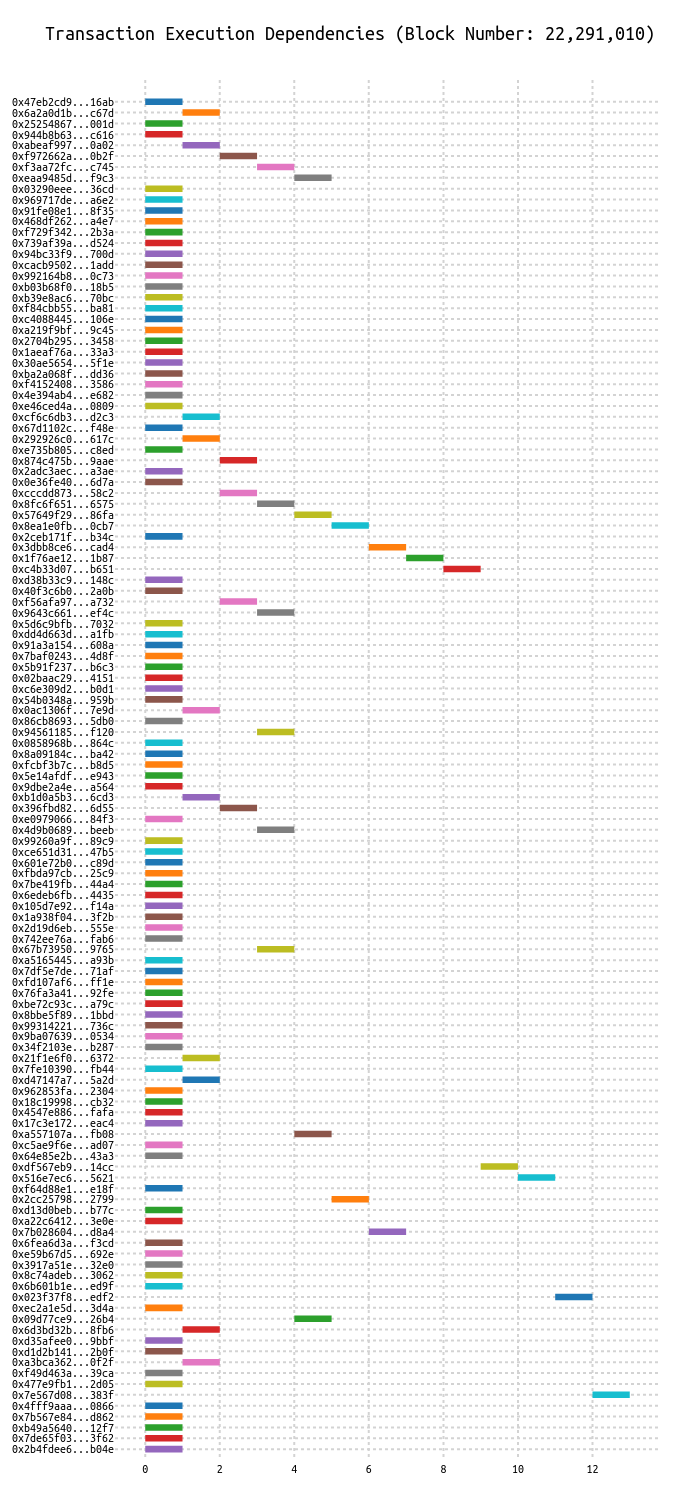 Transaction Execution Dependencies (Block Number: 22,291,010)
0x47eb2cd9...16ab
0x6a2a0d1b...c67d
0x25254867...001d
0x944b8b63...c616
0xabeaf997...0a02
0xf972662a...0b2f
0xf3aa72fc...c745
0xeaa9485d...f9c3
0x03290eee...36cd
0x969717de...a6e2
0x91fe08e1...8f35
0x468df262...a4e7
0xf729f342...2b3a
0x739af39a...d524
0x94bc33f9...700d
0xcacb9502...1add
0x992164b8...0c73
0xb03b68f0...18b5
0xb39e8ac6...70bc
0xf84cbb55...ba81
0xc4088445...106e
0xa219f9bf...9c45
0x2704b295...3458
0x1aeaf76a...33a3
0x30ae5654...5f1e
0xba2a068f...dd36
0xf4152408...3586
0x4e394ab4...e682
0xe46ced4a...0809
0xcf6c6db3...d2c3
0x67d1102c...f48e
0x292926c0...617c
0xe735b805...c8ed
0x874c475b...9aae
0x2adc3aec...a3ae
0x0e36fe40...6d7a
0xcccdd873...58c2
0x8fc6f651...6575
0x57649f29...86fa
0x8ea1e0fb...0cb7
0x2ceb171f...b34c
0x3dbb8ce6...cad4
0x1f76ae12...1b87
0xc4b33d07...b651
0xd38b33c9...148c
0x40f3c6b0...2a0b
0xf56afa97...a732
0x9643c661...ef4c
0x5d6c9bfb...7032
0xdd4d663d...a1fb
0x91a3a154...608a
0x7baf0243...4d8f
0x5b91f237...b6c3
0x02baac29...4151
0xc6e309d2...b0d1
0x54b0348a...959b
0x0ac1306f...7e9d
0x86cb8693...5db0
0x94561185...f120
0x0858968b...864c
0x8a09184c...ba42
0xfcbf3b7c...b8d5
0x5e14afdf...e943
0x9dbe2a4e...a564
0xb1d0a5b3...6cd3
0x396fbd82...6d55
0xe0979066...84f3
0x4d9b0689...beeb
0x99260a9f...89c9
0xce651d31...47b5
0x601e72b0...c89d
0xfbda97cb...25c9
0x7be419fb...44a4
0x6edeb6fb...4435
0x105d7e92...f14a
0x1a938f04...3f2b
0x2d19d6eb...555e
0x742ee76a...fab6
0x67b73950...9765
0xa5165445...a93b
0x7df5e7de...71af
0xfd107af6...ff1e
0x76fa3a41...92fe
0xbe72c93c...a79c
0x8bbe5f89...1bbd
0x99314221...736c
0x9ba07639...0534
0x34f2103e...b287
0x21f1e6f0...6372
0x7fe10390...fb44
0xd47147a7...5a2d
0x962853fa...2304
0x18c19998...cb32
0x4547e886...fafa
0x17c3e172...eac4
0xa557107a...fb08
0xc5ae9f6e...ad07
0x64e85e2b...43a3
0xdf567eb9...14cc
0x516e7ec6...5621
0xf64d88e1...e18f
0x2cc25798...2799
0xd13d0beb...b77c
0xa22c6412...3e0e
0x7b028604...d8a4
0x6fea6d3a...f3cd
0xe59b67d5...692e
0x3917a51e...32e0
0x8c74adeb...3062
0x6b601b1e...ed9f
0x023f37f8...edf2
0xec2a1e5d...3d4a
0x09d77ce9...26b4
0x6d3bd32b...8fb6
0xd35afee0...9bbf
0xd1d2b141...2b0f
0xa3bca362...0f2f
0xf49d463a...39ca
0x477e9fb1...2d05
0x7e567d08...383f
0x4fff9aaa...0866
0x7b567e84...d862
0xb49a5640...12f7
0x7de65f03...3f62
0x2b4fdee6...b04e
0 2 4 6 8 10 12